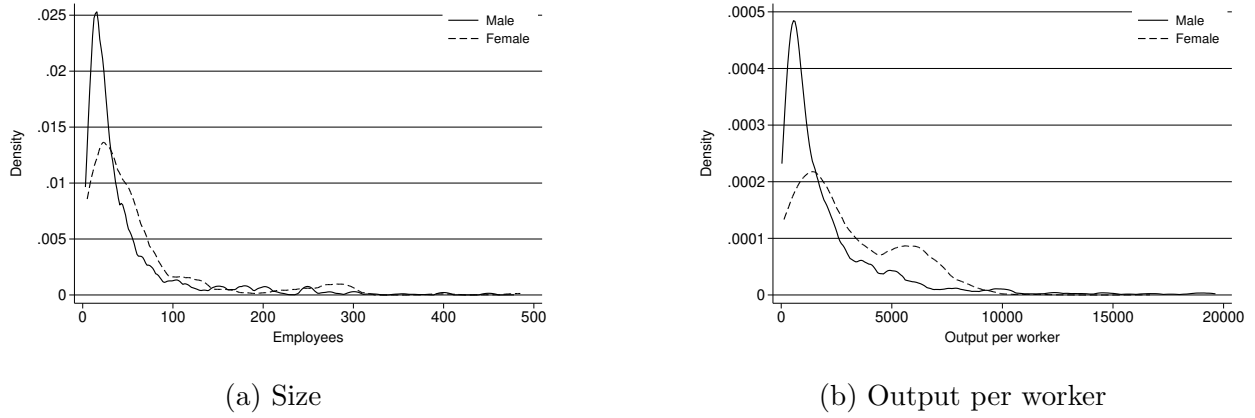 .025
.02
.015
.01
.005
0
Density
0 100 200 300 400 500
Employees
Male
Female
(a) Size
.0005
.0004
.0003
.0002
.0001
0
Density
0 5000 10000 15000 20000
Output per worker
Male
Female
(b) Output per worker